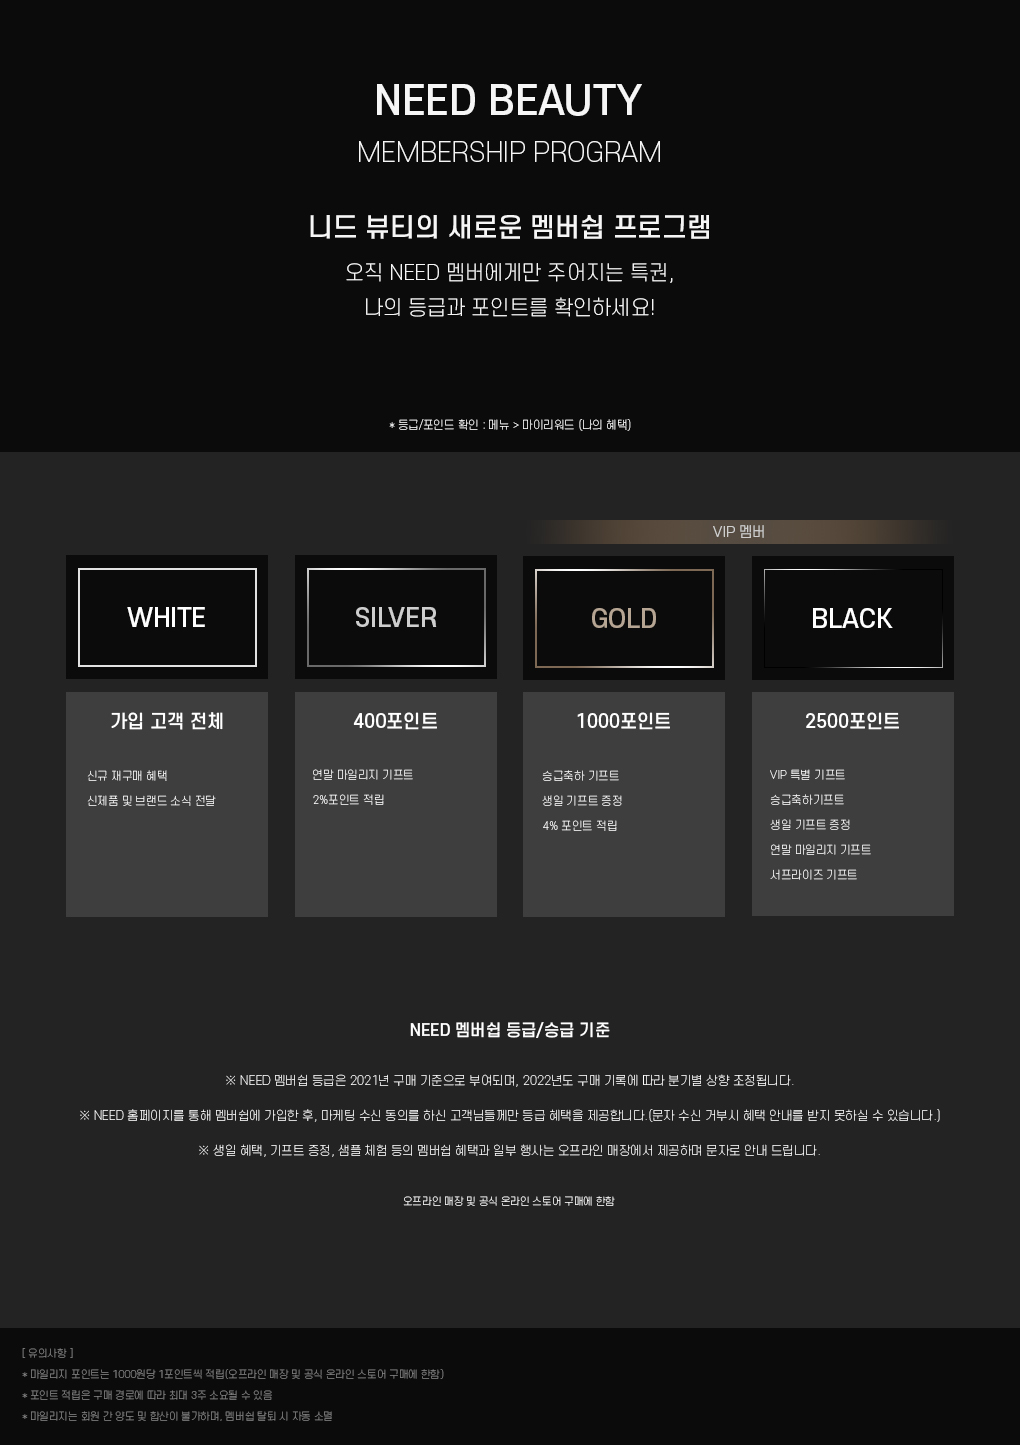 NEED BEAUTY
MEMBERSHIP PROGRAM
니드 뷰티의 새로운 멤버쉽 프로그램
오직 NEED 멤버에게만 주어지는 특권,
나의 등급과 포인트를 확인하세요!
* 등급/포인드 확인 : 메뉴 > 마이리워드 (나의 혜택)
VIP 멤버
WHITE
SILVER
GOLD
BLACK
가입 고객 전체
신규 재구매 혜택
신제품 및 브랜드 소식 전달
400포인트
연말 마일리지 기프트
2%포인트 적립
1000포인트
승급축하 기프트
생일 기프트 증정
4% 포인트 적립
2500포인트
VIP 특별 기프트
승급축하기프트
생일 기프트 증정
연말 마일리지 기프트
서프라이즈 기프트
NEED 멤버쉽 등급/승급 기준
※ NEED 멤버쉽 등급은 2021년 구매 기준으로 부여되며, 2022년도 구매 기록에 따라 분기별 상향 조정됩니다.
※ NEED 홈페이지를 통해 멤버쉽에 가입한 후, 마케팅 수신 동의를 하신 고객님들께만 등급 혜택을 제공합니다.(문자 수신 거부시 혜택 안내를 받지 못하실 수 있습니다.)
※ 생일 혜택, 기프트 증정, 샘플 체험 등의 멤버쉽 혜택과 일부 행사는 오프라인 매장에서 제공하며 문자로 안내 드립니다.
오프라인 매장 및 공식 온라인 스토어 구매에 한함
[ 유의사항 ]
* 마일리지 포인트는 1000원당 1포인트씩 적립(오프라인 매장 및 공식 온라인 스토어 구매에 한함)
* 포인트 적립은 구매 경로에 따라 최대 3주 소요될 수 있음
* 마일리지는 회원 간 양도 및 합산이 불가하며, 멤버쉽 탈퇴 시 자동 소멸